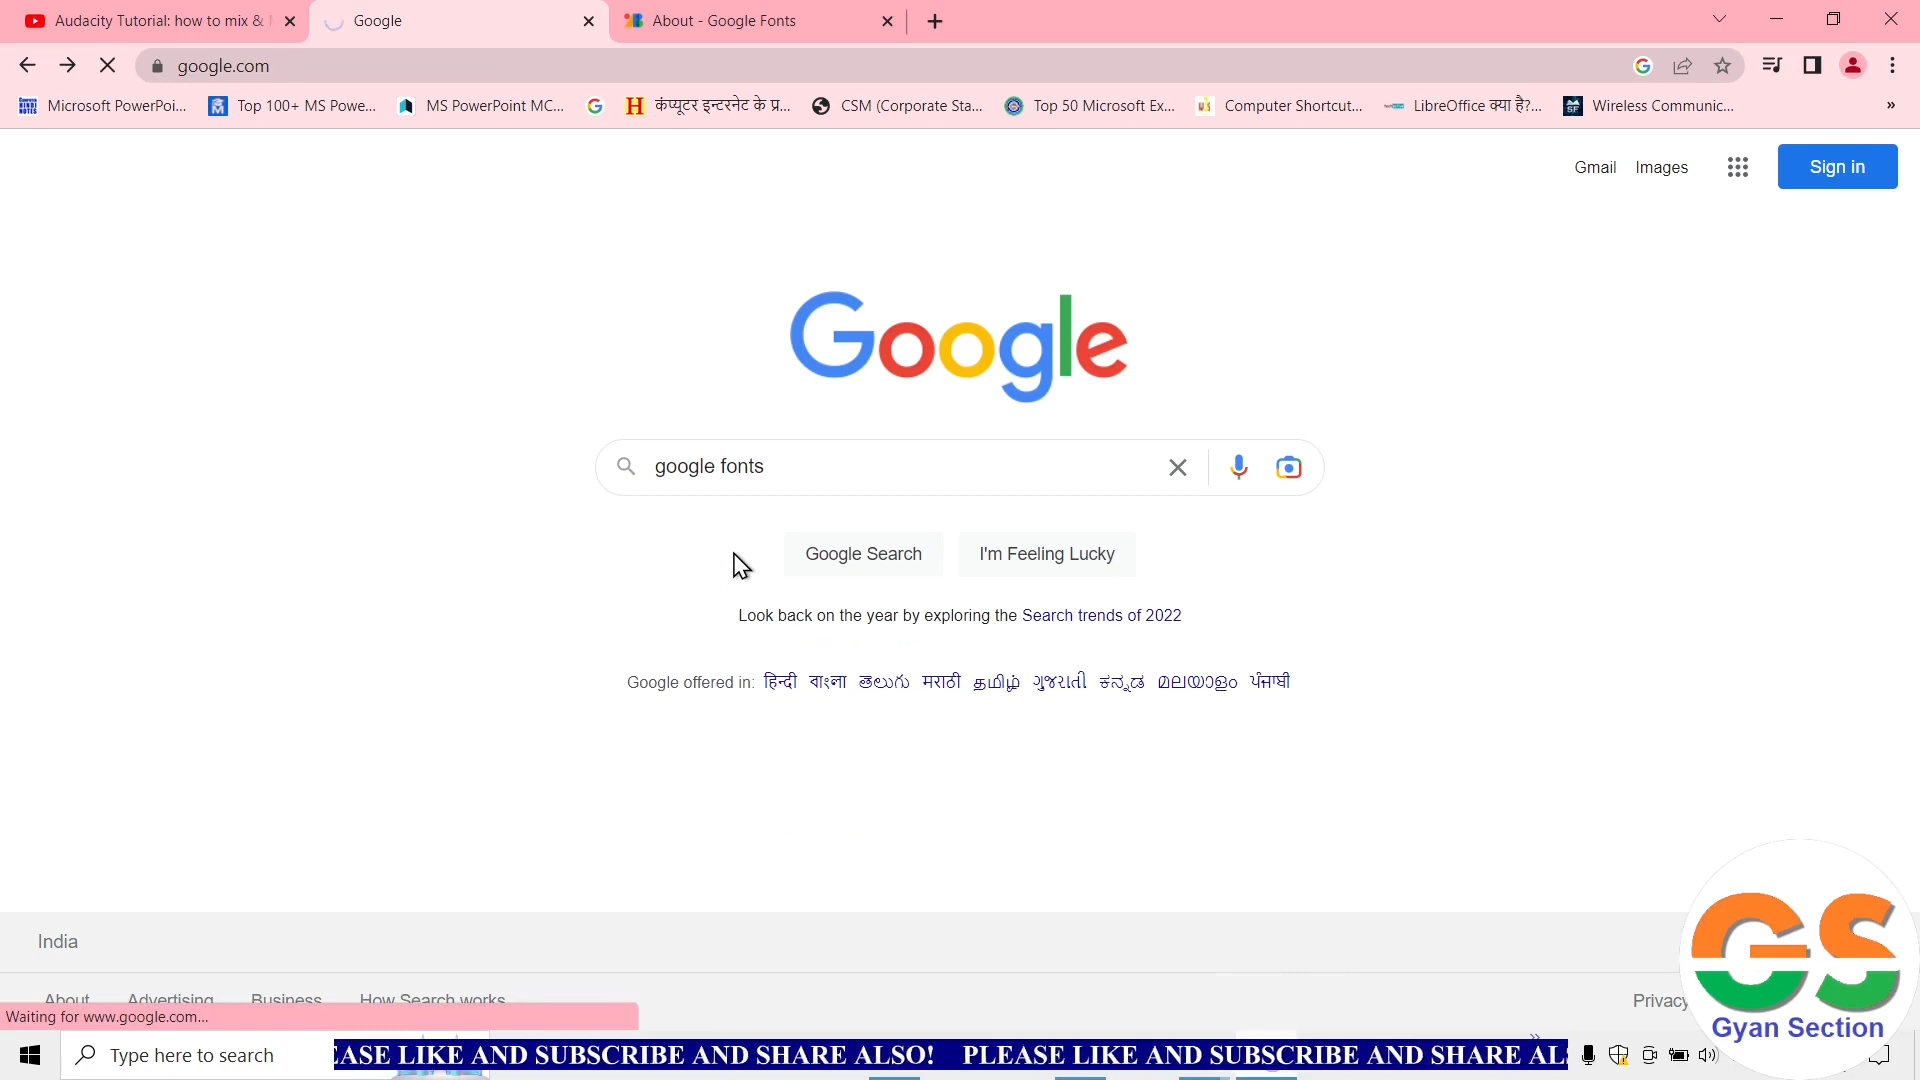 Audacity Tutorial: how to mix &
Google
About - Google Fonts
google.com
Microsoft PowerPoi...
Top 100+ MS Powe...
MS PowerPoint MC...
कंप्यूटर इन्टरनेट के प्र...
CSM (Corporate Sta...
Top 50 Microsoft Ex...
Computer Shortcut...
LibreOffice क्या है?...
Wireless Communic...
Gmail Images
Sign in
Google
google fonts
Google Search
I'm Feeling Lucky
Look back on the year by exploring the Search trends of 2022
Google offered in: हिन्दी বাংলা తెలుగు मराठी தமிழ் ગુજરાતી ಕನ್ನಡ മലയാളം ਪੰਜਾਬੀ
India
About Advertising Business How Search works
Privacy
Waiting for www.google.com...
GS
Gyan Section
Type here to search
EASE LIKE AND SUBSCRIBE AND SHARE ALSO! PLEASE LIKE AND SUBSCRIBE AND SHARE AL